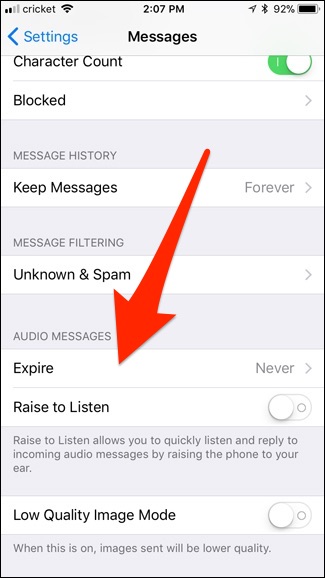 cricket 2:07 PM 92%
Settings Messages
Character Count
Blocked
MESSAGE HISTORY
Keep Messages Forever
MESSAGE FILTERING
Unknown & Spam
AUDIO MESSAGES
Expire Never
Raise to Listen
Raise to Listen allows you to quickly listen and reply to
incoming audio messages by raising the phone to your
ear.
Low Quality Image Mode
When this is on, images sent will be lower quality.